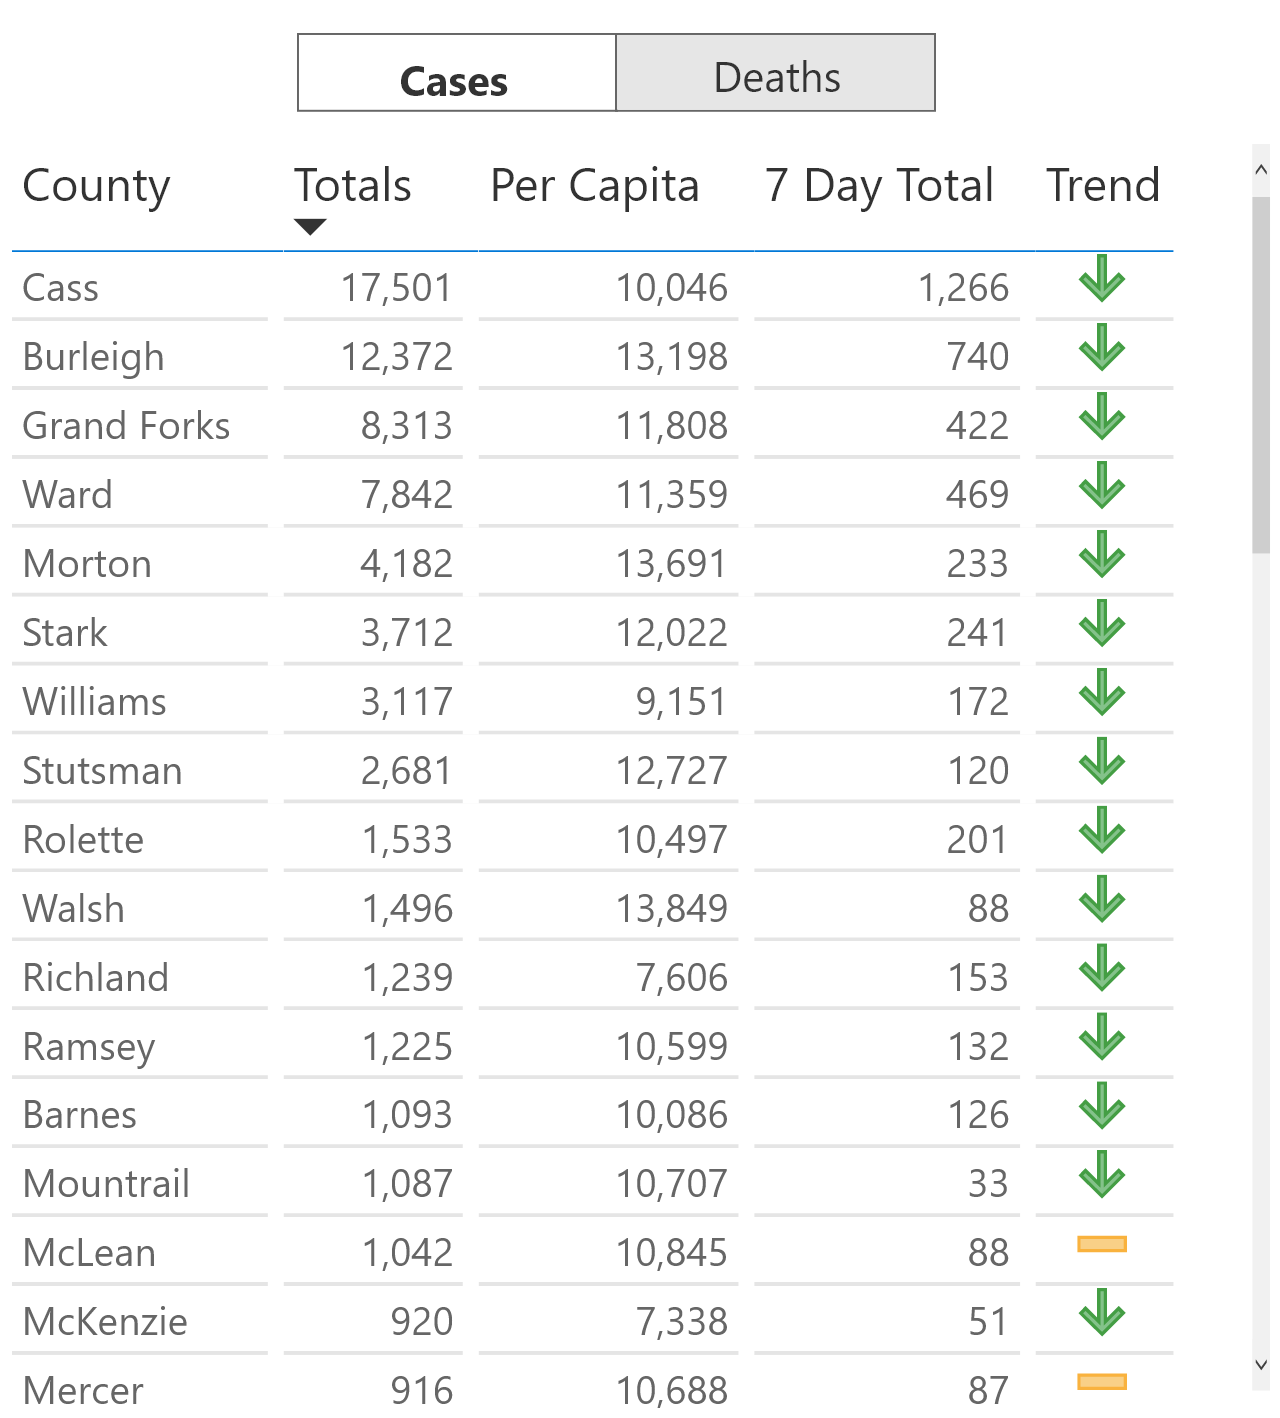 Cases Deaths
County Totals Per Capita 7 Day Total Trend
Cass 17,501 10,046 1,266
Burleigh 12,372 13,198 740
Grand Forks 8,313 11,808 422
Ward 7,842 11,359 469
Morton 4,182 13,691 233
Stark 3,712 12,022 241
Williams 3,117 9,151 172
Stutsman 2,681 12,727 120
Rolette 1,533 10,497 201
Walsh 1,496 13,849 88
Richland 1,239 7,606 153
Ramsey 1,225 10,599 132
Barnes 1,093 10,086 126
Mountrail 1,087 10,707 33
McLean 1,042 10,845 88
McKenzie 920 7,338 51
Mercer 916 10,688 87